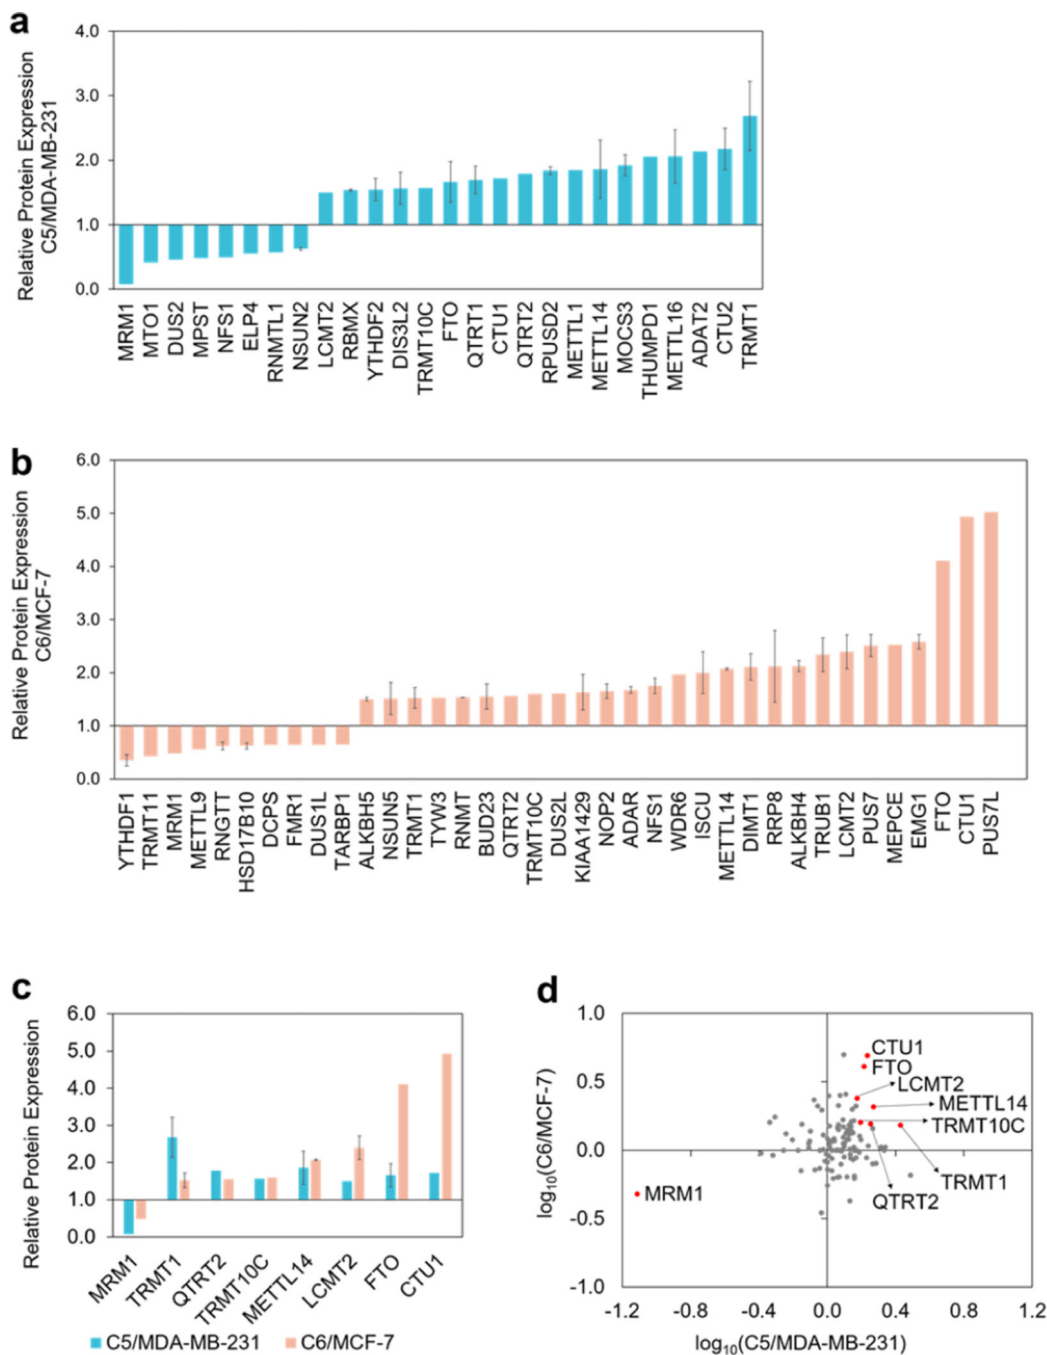 a
Relative Protein Expression
C5/MDA-MB-231
4.0
3.0
2.0
1.0
0.0
MRM1
MTO1
DUS2
MPST
NFS1
ELP4
RNMTL1
NSUN2
LCMT2
RBMX
YTHDF2
DIS3L2
TRMT10C
FTO
QTRT1
CTU1
QTRT2
RPUSD2
METTL1
METTL14
MOCS3
THUMPD1
METTL16
ADAT2
CTU2
TRMT1
b
Relative Protein Expression
C6/MCF-7
6.0
5.0
4.0
3.0
2.0
1.0
0.0
YTHDF1
TRMT11
MRM1
METTL9
RNGTT
HSD17B10
DCPS
FMR1
DUS1L
TARBP1
ALKBH5
NSUN5
TRMT1
TYW3
RNMT
BUD23
QTRT2
TRMT10C
DUS2L
KIAA1429
NOP2
ADAR
NFS1
WDR6
ISCU
METTL14
DIMT1
RRP8
ALKBH4
TRUB1
LCMT2
PUS7
MEPCE
EMG1
FTO
CTU1
PUS7L
c
Relative Protein Expression
6.0
5.0
4.0
3.0
2.0
1.0
0.0
MRM1
TRMT1
QTRT2
TRMT10C
METTL14
LCMT2
FTO
CTU1
C5/MDA-MB-231
C6/MCF-7
d
log10(C6/MCF-7)
1.0
0.5
0.0
-0.5
-1.0
CTU1
FTO
LCMT2
METTL14
TRMT10C
TRMT1
QTRT2
MRM1
-1.2
-0.8
-0.4
0.0
0.4
0.8
1.2
log10(C5/MDA-MB-231)